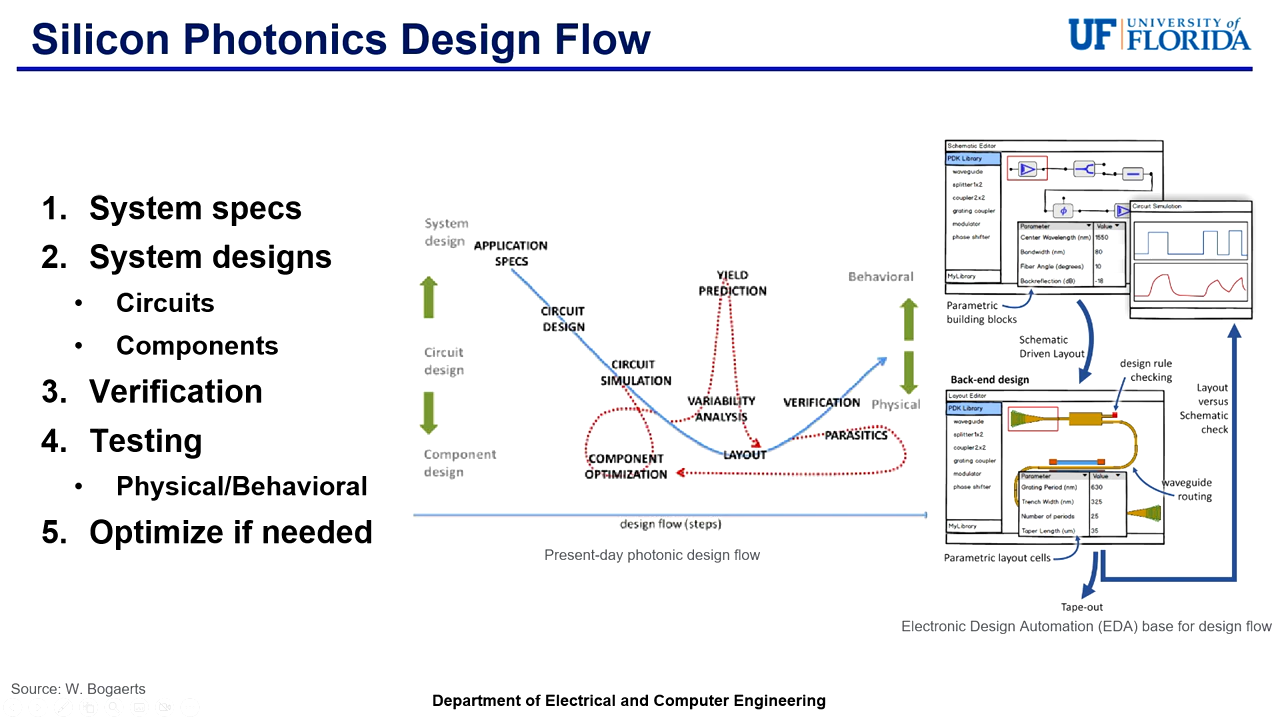 Silicon Photonics Design Flow
UF UNIVERSITY of
FLORIDA
1. System specs
2. System designs
• Circuits
• Components
3. Verification
4. Testing
• Physical/Behavioral
5. Optimize if needed
System
design
Circuit
design
Component
design
APPLICATION
SPECS
CIRCUIT
DESIGN
CIRCUIT
SIMULATION
COMPONENT
OPTIMIZATION
YIELD
PREDICTION
VARIABILITY
ANALYSIS
LAYOUT
VERIFICATION
PARASITICS
Behavioral
Physical
design flow (steps)
Present-day photonic design flow
Schematic Editor
PDK Library
waveguide
splitter1x2
coupler2x2
grating coupler
modulator
phase shifter
MyLibrary
ϕ
Parameter Value
Center Wavelength (nm) 1550
Bandwidth (nm) 80
Fiber Angle (degrees) 10
Backreflection (dB) -18
Circuit Simulation
Parametric
building blocks
Schematic
Driven Layout
design rule
checking
Back-end design
Layout
versus
Schematic
check
Layout Editor
PDK Library
waveguide
splitter1x2
coupler2x2
grating coupler
modulator
phase shifter
MyLibrary
Parameter Value
Grating Period (nm) 630
Trench Width (nm) 325
Number of periods 25
Taper Length (um) 35
waveguide
routing
Parametric layout cells
Tape-out
Electronic Design Automation (EDA) base for design flow
Source: W. Bogaerts
Department of Electrical and Computer Engineering